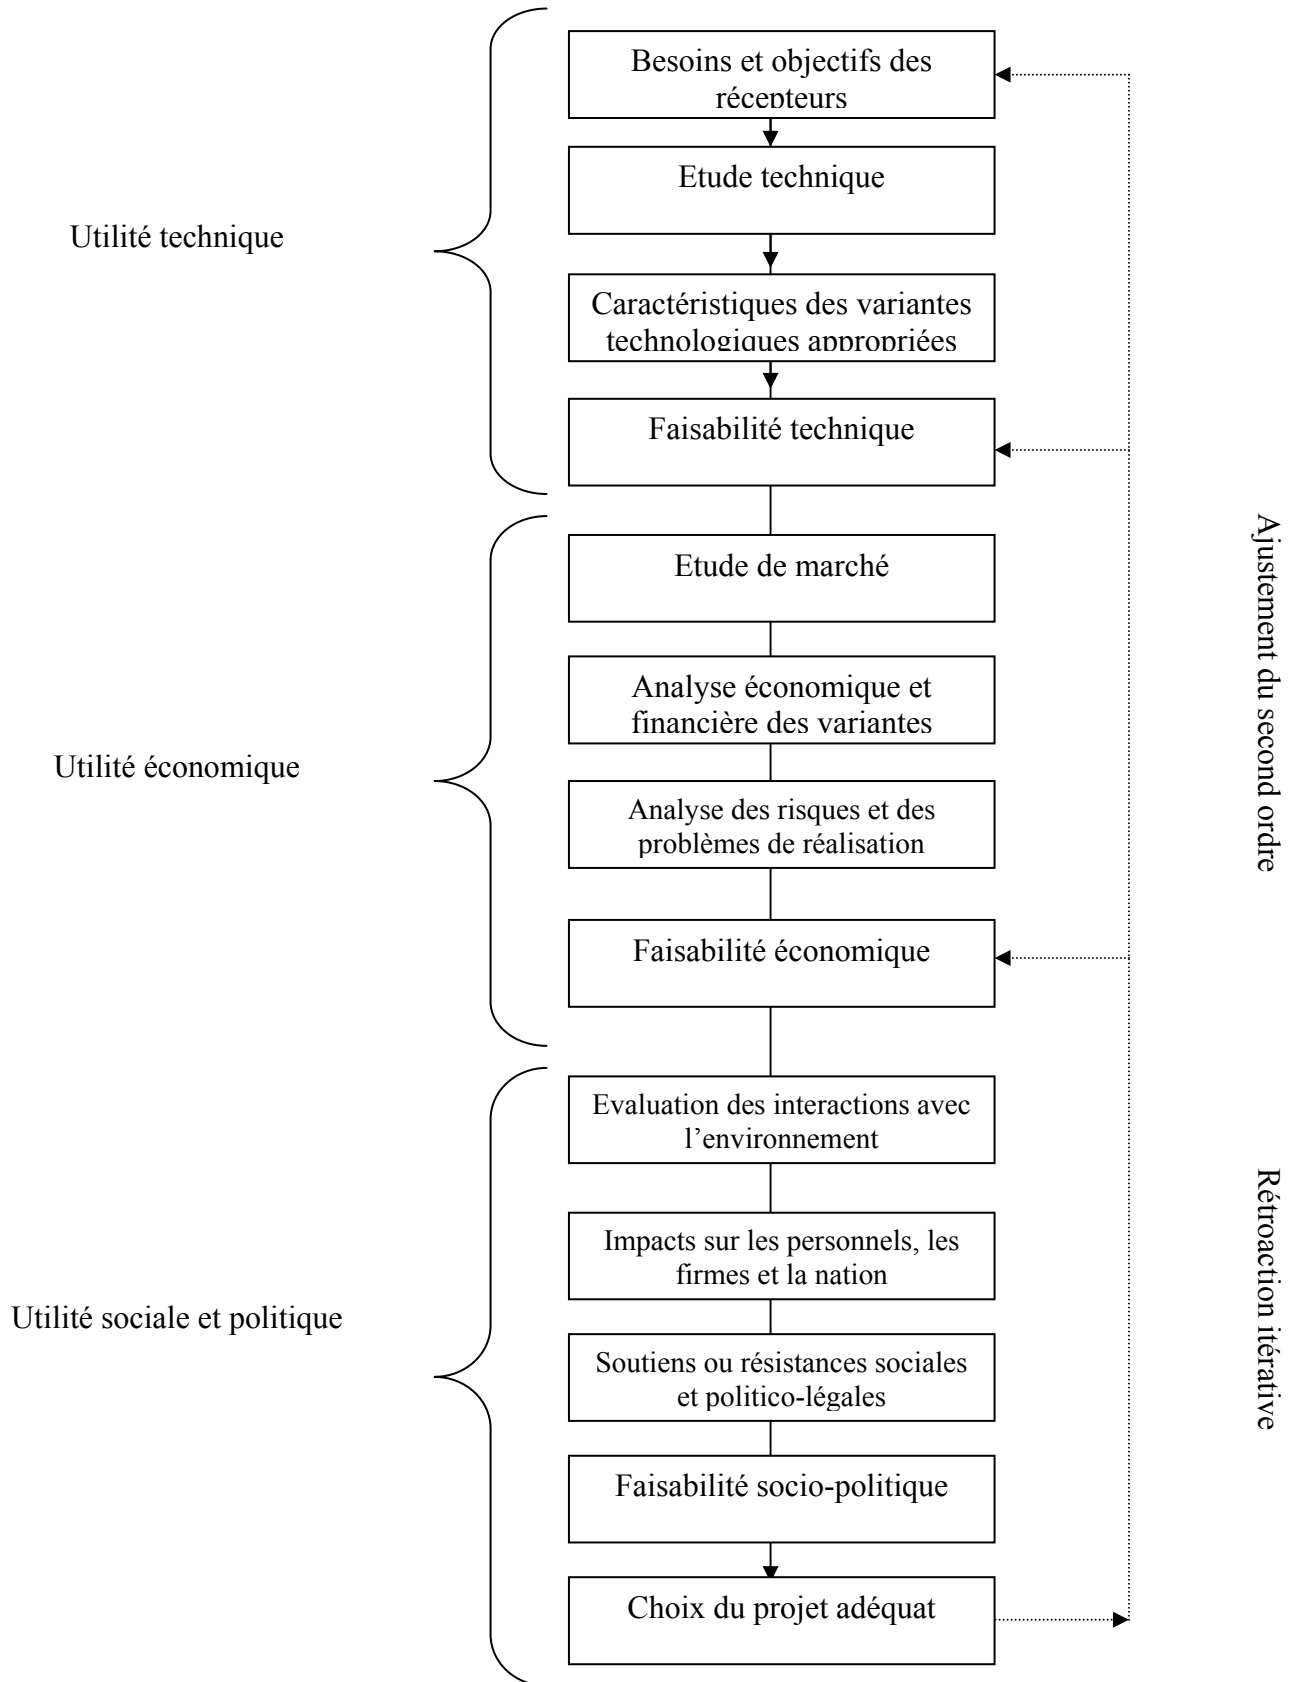 Besoins et objectifs des
récepteurs
Etude technique
Utilité technique
Caractéristiques des variantes
technologiques appropriées
Faisabilité technique
Etude de marché
Analyse économique et
financière des variantes
Utilité économique
Analyse des risques et des
problèmes de réalisation
Faisabilité économique
Ajustement du second ordre
Evaluation des interactions avec
l’environnement
Impacts sur les personnels, les
firmes et la nation
Utilité sociale et politique
Soutiens ou résistances sociales
et politico-légales
Faisabilité socio-politique
Choix du projet adéquat
Rétroaction itérative